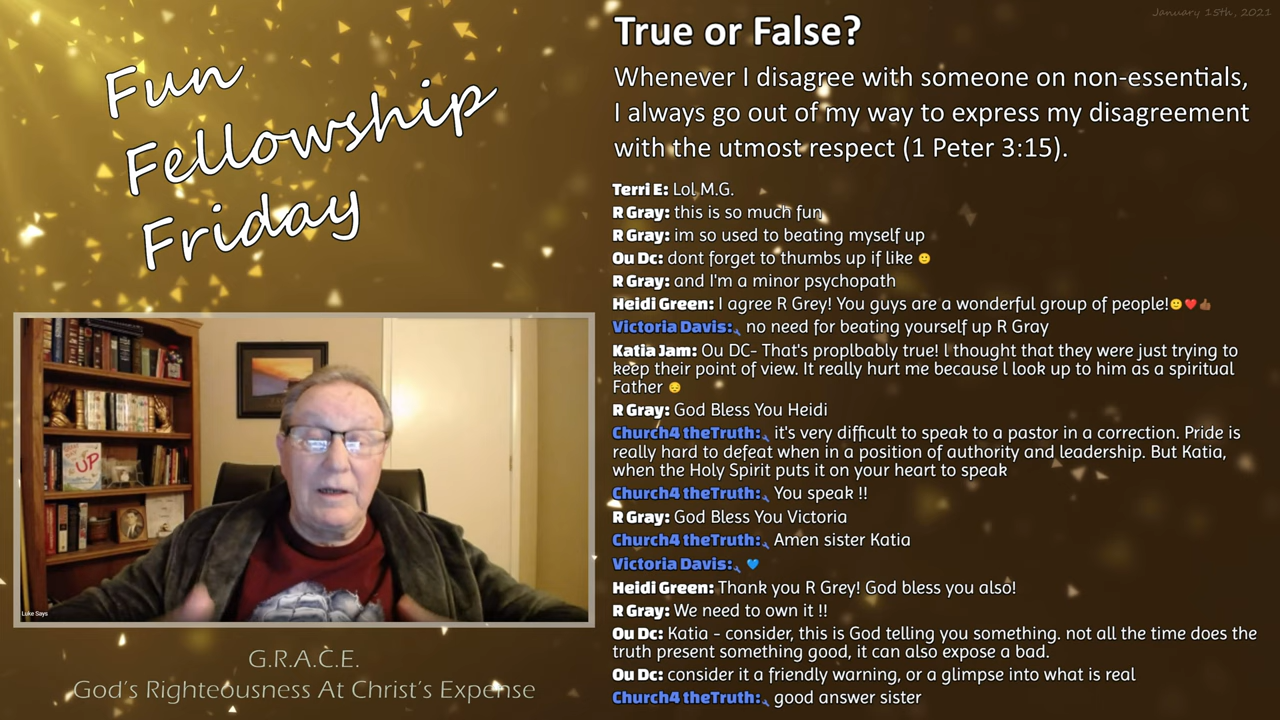 January 15th, 2021
Fun
Fellowship
Friday
True or False?
Whenever I disagree with someone on non-essentials,
I always go out of my way to express my disagreement
with the utmost respect (1 Peter 3:15).
Terri E: Lol M.G.
R Gray: this is so much fun
R Gray: im so used to beating myself up
Ou Dc: dont forget to thumbs up if like 🙂
R Gray: and I'm a minor psychopath
Heidi Green: I agree R Grey! You guys are a wonderful group of people!🙂❤️👍🏾
Victoria Davis:🔧 no need for beating yourself up R Gray
Katia Jam: Ou DC- That's proplbably true! l thought that they were just trying to
keep their point of view. It really hurt me because l look up to him as a spiritual
Father 😟
R Gray: God Bless You Heidi
Church4 theTruth:🔧 it's very difficult to speak to a pastor in a correction. Pride is
really hard to defeat when in a position of authority and leadership. But Katia,
when the Holy Spirit puts it on your heart to speak
Church4 theTruth:🔧 You speak !!
R Gray: God Bless You Victoria
Church4 theTruth:🔧 Amen sister Katia
Victoria Davis:🔧 💙
Heidi Green: Thank you R Grey! God bless you also!
R Gray: We need to own it !!
Ou Dc: Katia - consider, this is God telling you something. not all the time does the
truth present something good, it can also expose a bad.
Ou Dc: consider it a friendly warning, or a glimpse into what is real
Church4 theTruth:🔧 good answer sister
UP
Luke Says
G.R.A.C.E.
God's Righteousness At Christ's Expense